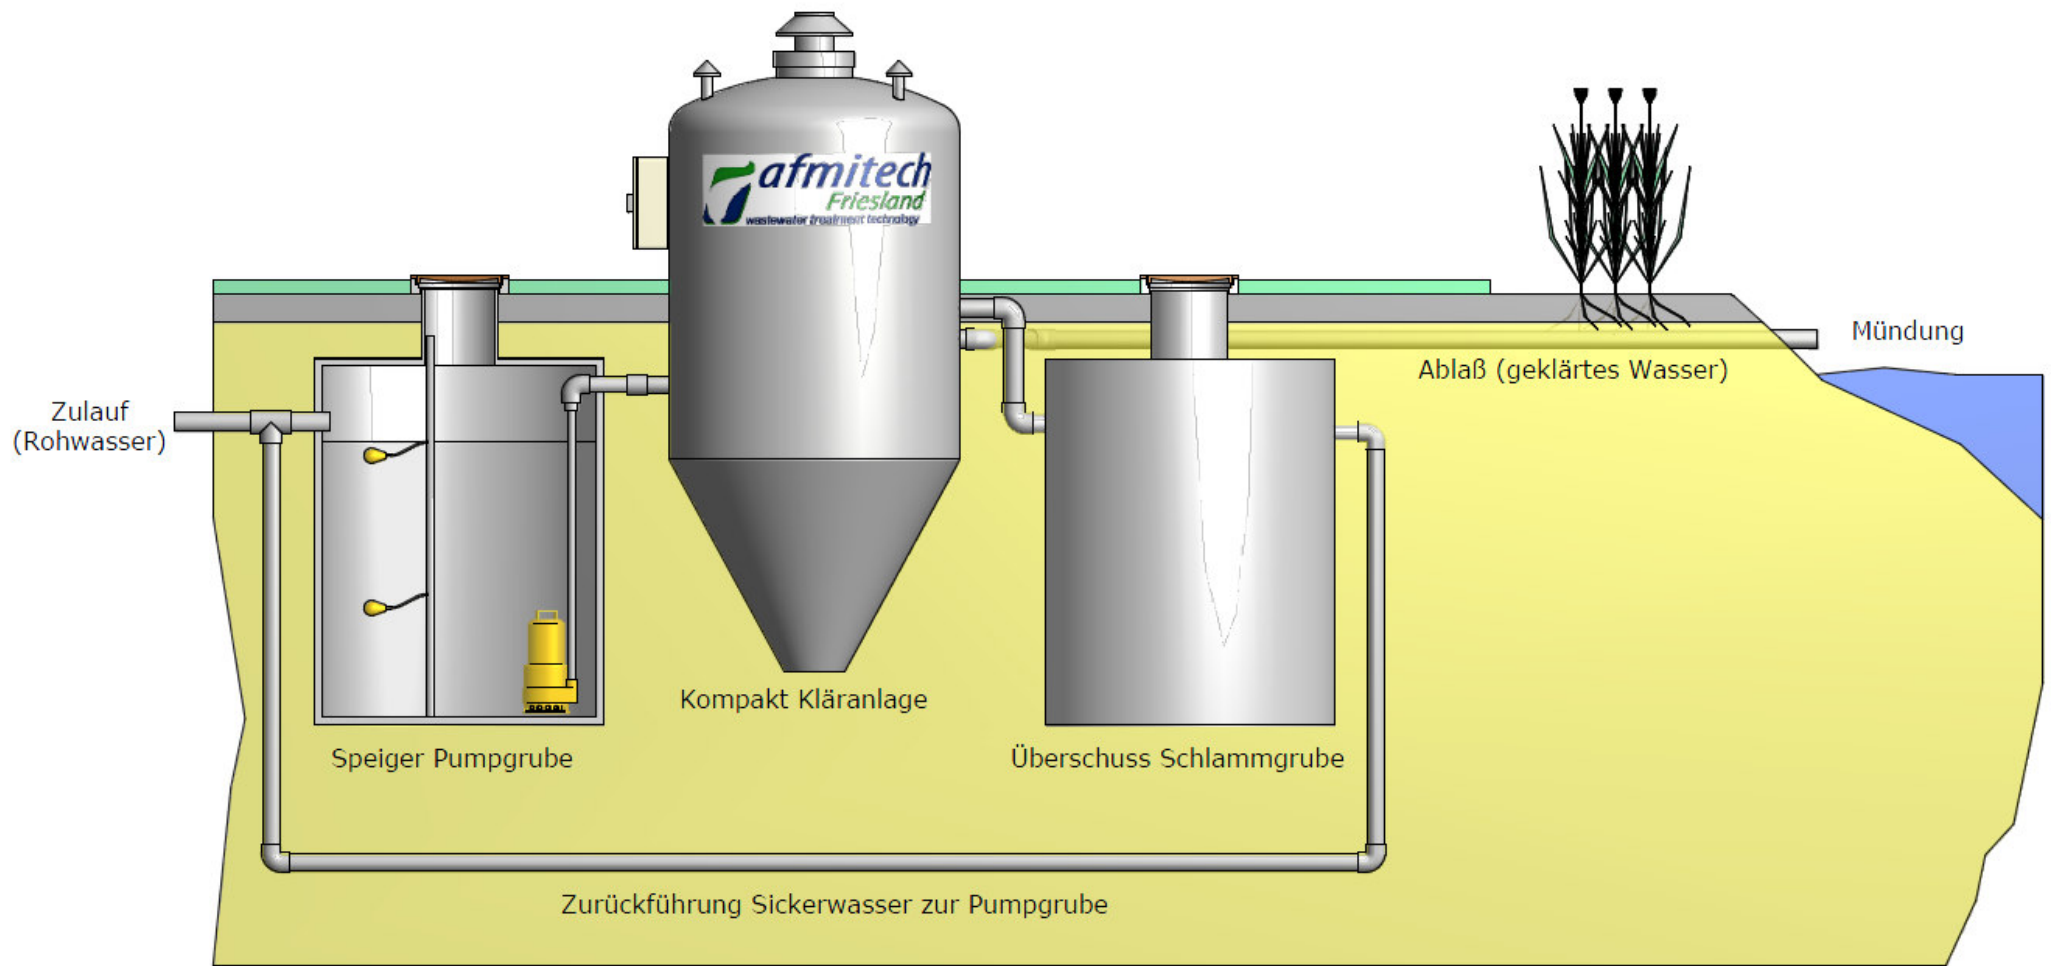 afmitech
Friesland
wastewater treatment technology
Mündung
Ablaß (geklärtes Wasser)
Zulauf
(Rohwasser)
Kompakt Kläranlage
Speiger Pumpgrube
Überschuss Schlammgrube
Zurückführung Sickerwasser zur Pumpgrube